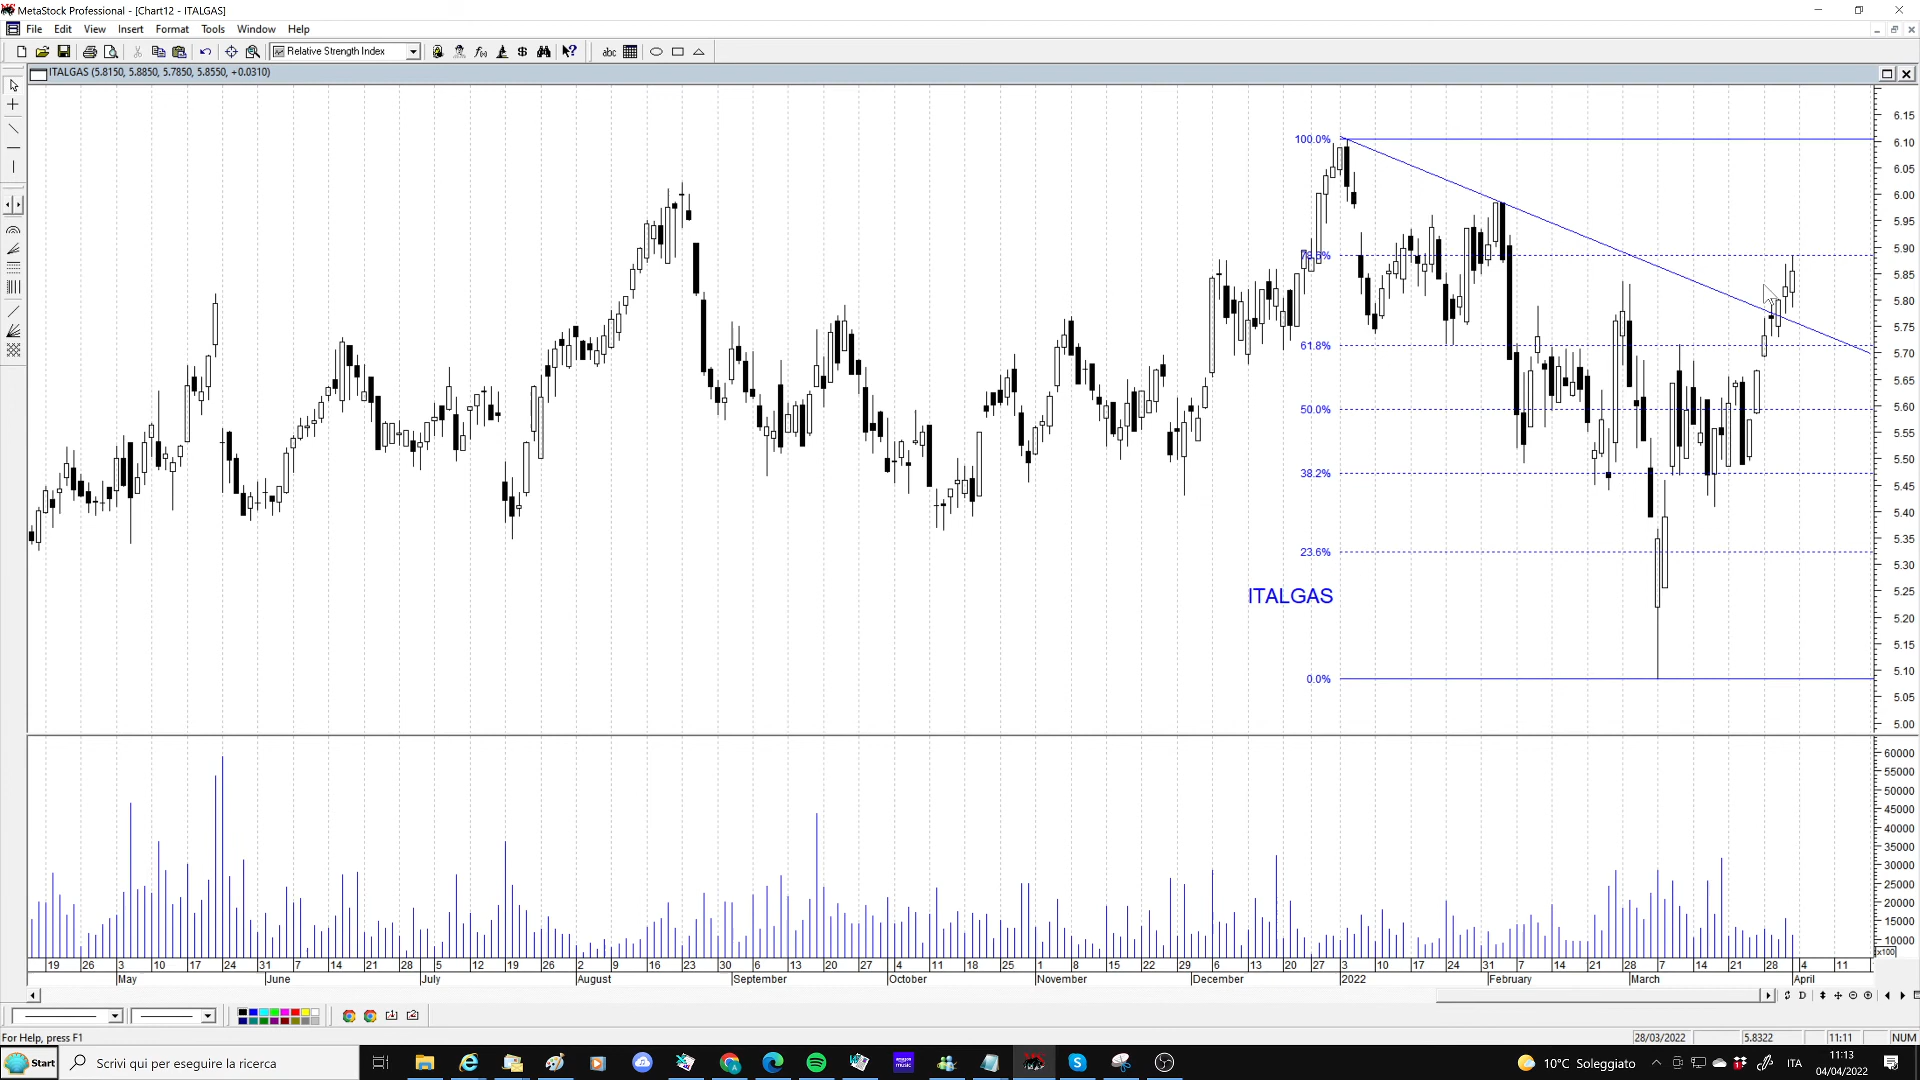 MetaStock Professional - [Chart12 - ITALGAS]
File Edit View Insert Format Tools Window Help
Relative Strength Index
abc
ITALGAS (5.8150, 5.8850, 5.7850, 5.8550, +0.0310)
100.0%
61.8%
50.0%
38.2%
23.6%
0.0%
ITALGAS
6.15
6.10
6.05
6.00
5.95
5.90
5.85
5.80
5.75
5.70
5.65
5.60
5.55
5.50
5.45
5.40
5.35
5.30
5.25
5.20
5.15
5.10
5.05
5.00
60000
55000
50000
45000
40000
35000
30000
25000
20000
15000
10000
x100
19 26 3 10 17 24 31 7 14 21 28 5 12 19 26 2 9 16 23 30 6 13 20 27 4 11 18 25 1 8 15 22 29 6 13 20 27 3 10 17 24 31 7 14 21 28 7 14 21 28 4 11
May June July August September October November December 2022 February March April
D
For Help, press F1
28/03/2022 5.8322 11:11 NUM
Start
Scrivi qui per eseguire la ricerca
10°C Soleggiato
ITA
11:13
04/04/2022